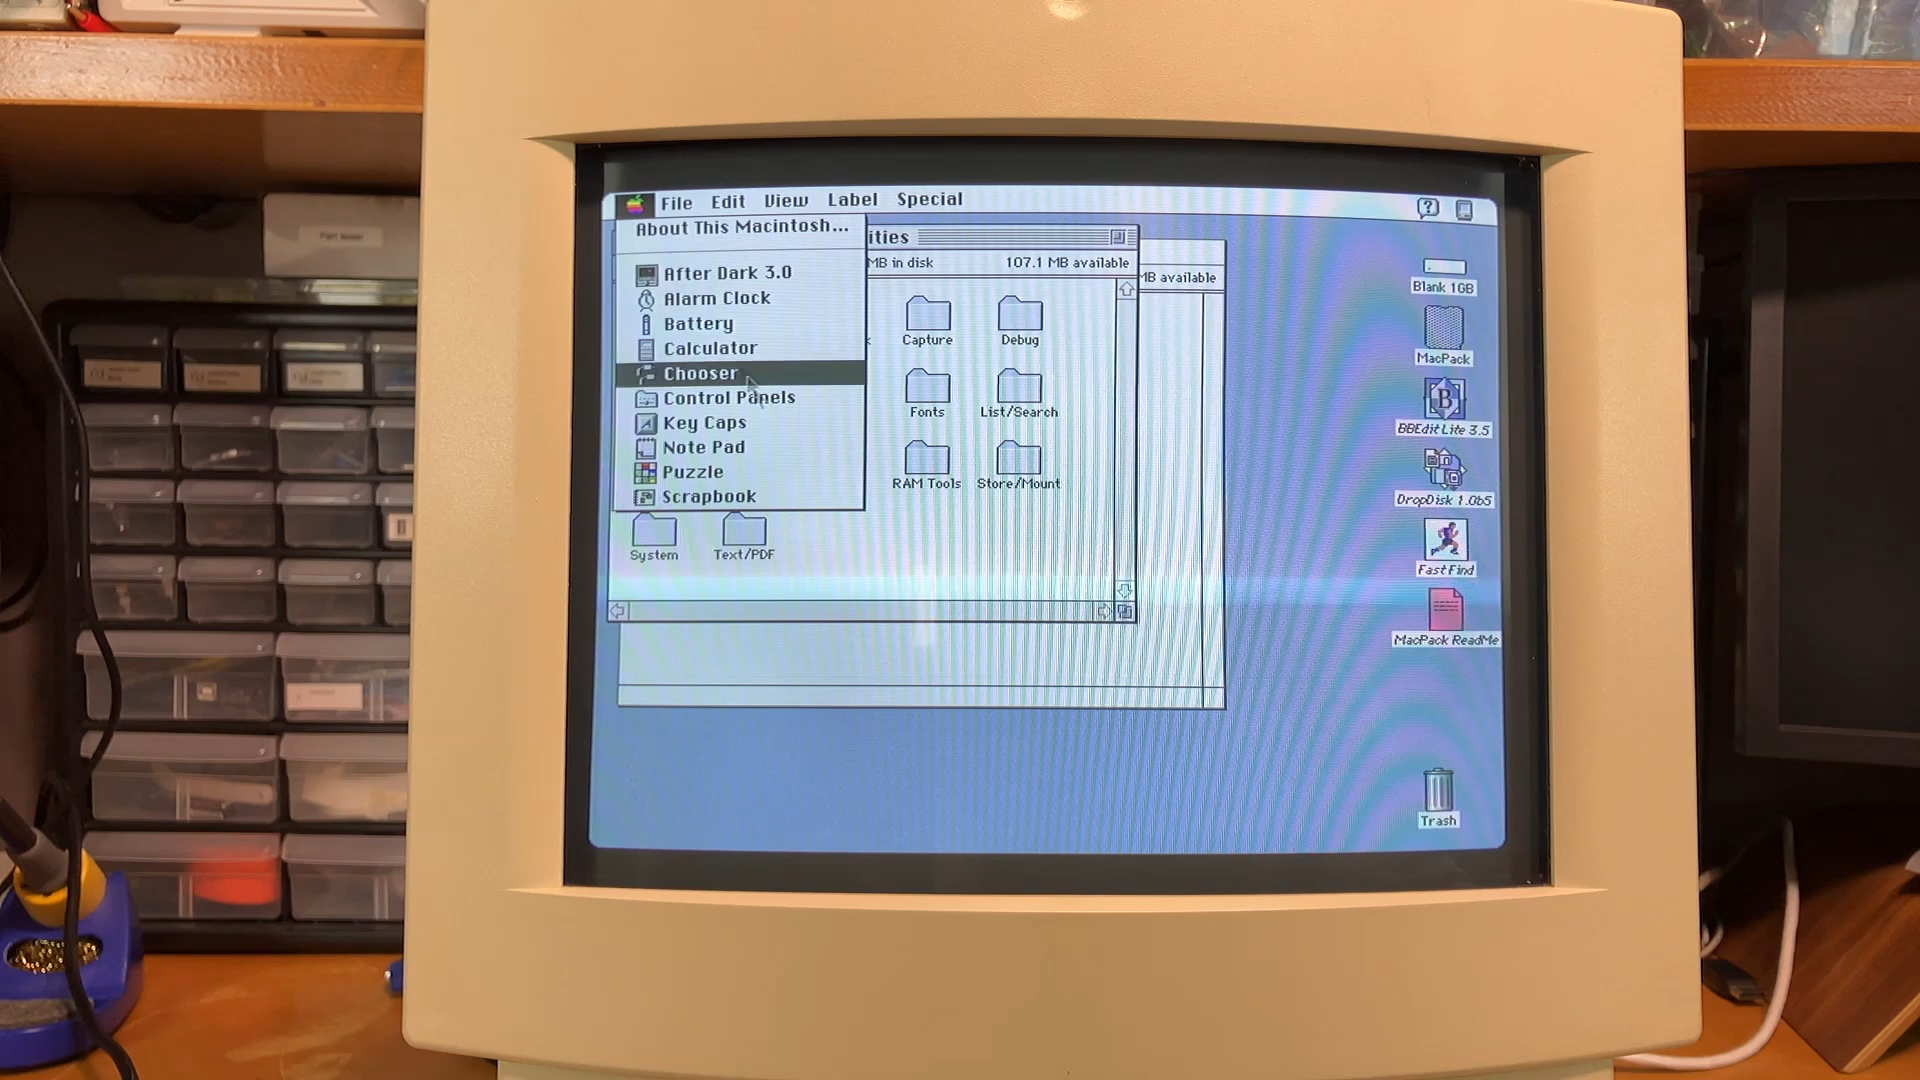 File Edit View Label Special
About This Macintosh...
After Dark 3.0
Alarm Clock
Battery
Calculator
Chooser
Control Panels
Key Caps
Note Pad
Puzzle
Scrapbook
ities
MB in disk 107.1 MB available
MB available
Capture Debug
Fonts List/Search
RAM Tools Store/Mount
System Text/PDF
Blank 1GB
MacPack
BBEdit Lite 3.5
DropDisk 1.0b5
Fast Find
MacPack ReadMe
Trash